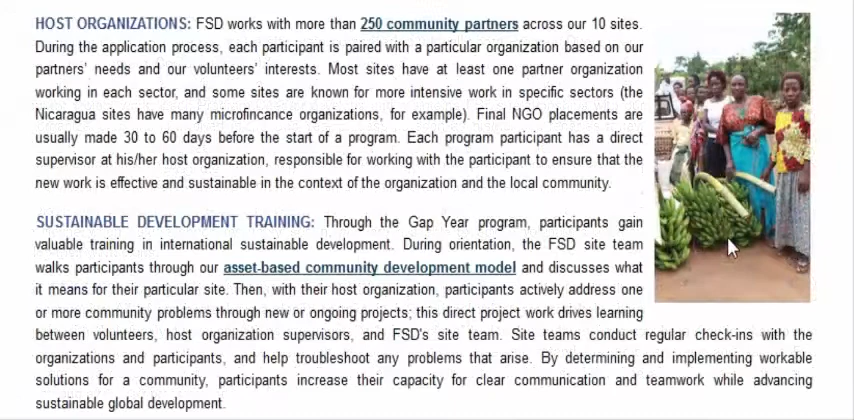 HOST ORGANIZATIONS: FSD works with more than 250 community partners across our 10 sites.
During the application process, each participant is paired with a particular organization based on our
partners' needs and our volunteers' interests. Most sites have at least one partner organization
working in each sector, and some sites are known for more intensive work in specific sectors (the
Nicaragua sites have many microfinancance organizations, for example). Final NGO placements are
usually made 30 to 60 days before the start of a program. Each program participant has a direct
supervisor at his/her host organization, responsible for working with the participant to ensure that the
new work is effective and sustainable in the context of the organization and the local community.
SUSTAINABLE DEVELOPMENT TRAINING: Through the Gap Year program, participants gain
valuable training in international sustainable development. During orientation, the FSD site team
walks participants through our asset-based community development model and discusses what
it means for their particular site. Then, with their host organization, participants actively address one
or more community problems through new or ongoing projects; this direct project work drives learning
between volunteers, host organization supervisors, and FSD's site team. Site teams conduct regular check-ins with the
organizations and participants, and help troubleshoot any problems that arise. By determining and implementing workable
solutions for a community, participants increase their capacity for clear communication and teamwork while advancing
sustainable global development.